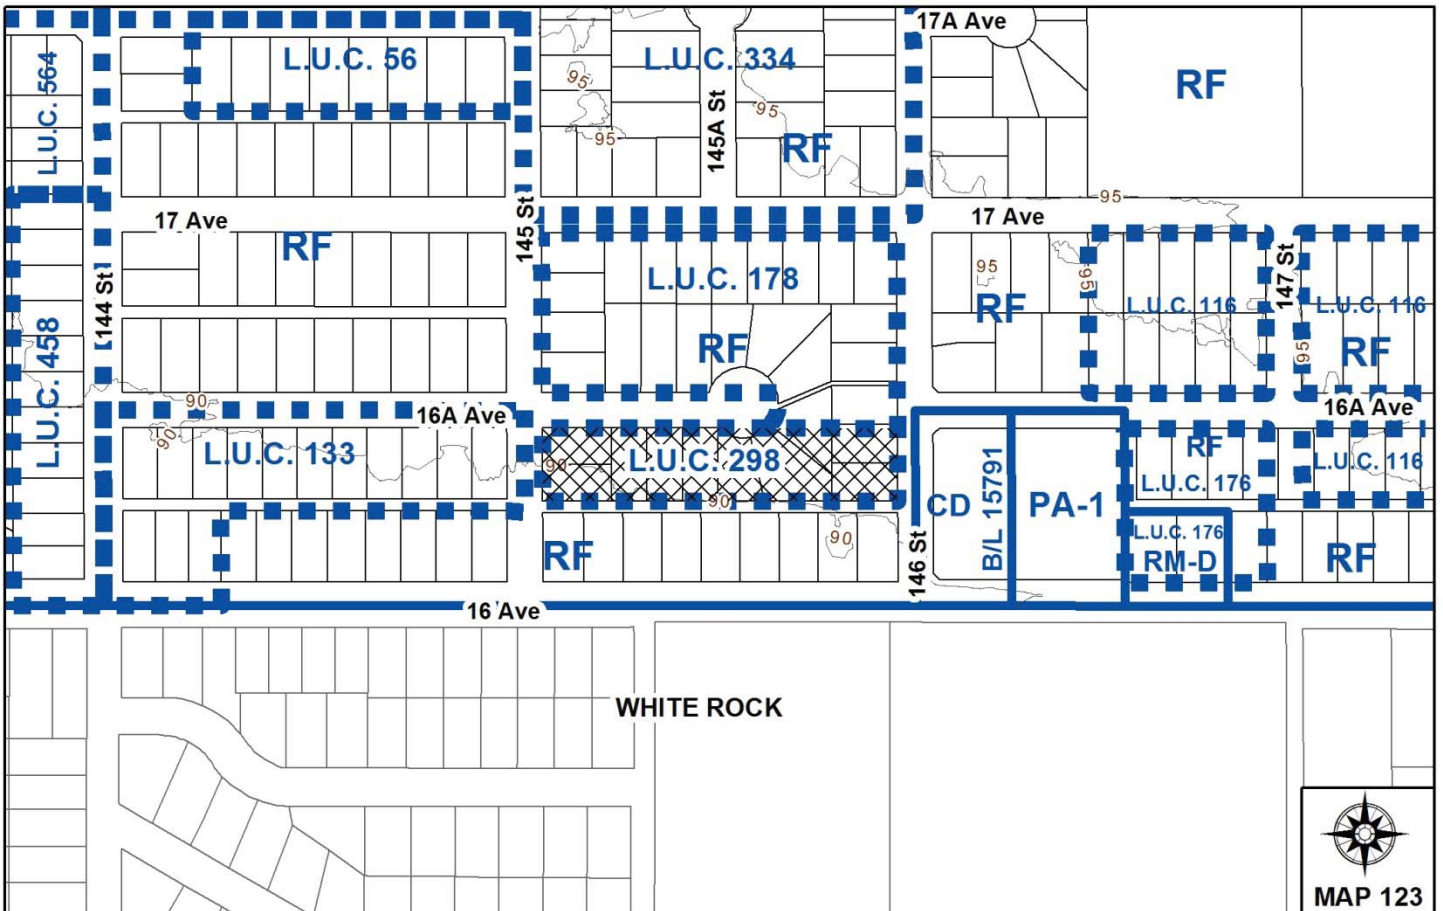 17A Ave
L.U.C. 56
L.U.C. 334
L.U.C. 564
95
RF
145A St
95
95
RF
95
17 Ave
17 Ave
145 St
RF
144 St
L.U.C. 178
95
95
147 St
RF
L.U.C. 116
L.U.C. 116
L.U.C. 458
RF
95
RF
90
16A Ave
16A Ave
90
L.U.C. 133
90
L.U.C. 298
RF
L.U.C. 176
L.U.C. 116
90
CD
B/L 15791
PA-1
90
L.U.C. 176
RM-D
RF
RF
146 St
16 Ave
WHITE ROCK
MAP 123